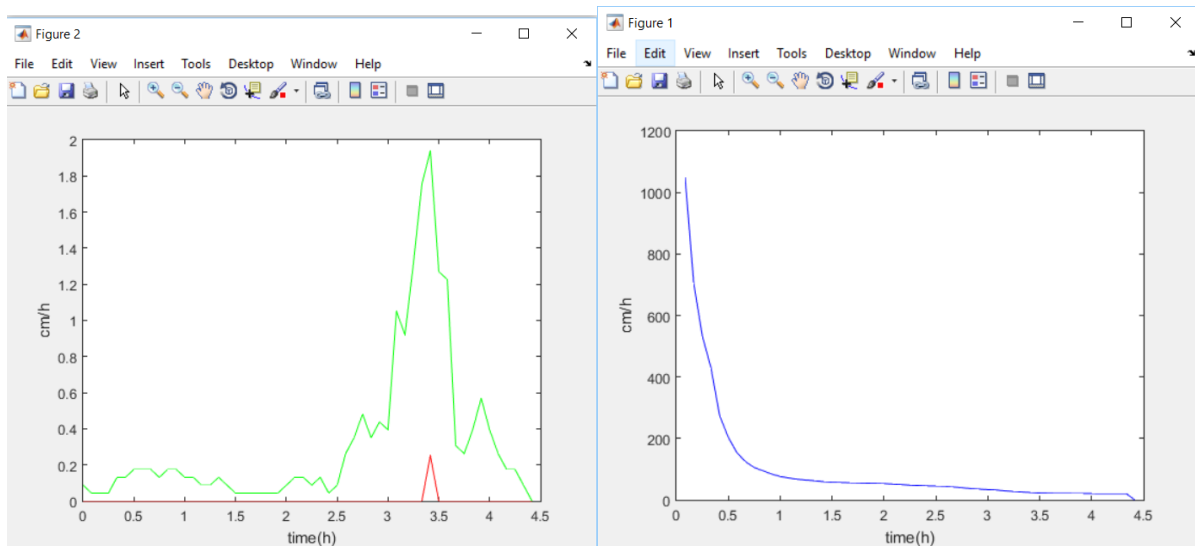 Figure 2
File Edit View Insert Tools Desktop Window Help
2
1.8
1.6
1.4
1.2
1
0.8
0.6
0.4
0.2
0
cm/h
0 0.5 1 1.5 2 2.5 3 3.5 4 4.5
time(h)
Figure 1
File Edit View Insert Tools Desktop Window Help
1200
1000
800
600
400
200
0
cm/h
0 0.5 1 1.5 2 2.5 3 3.5 4 4.5
time(h)